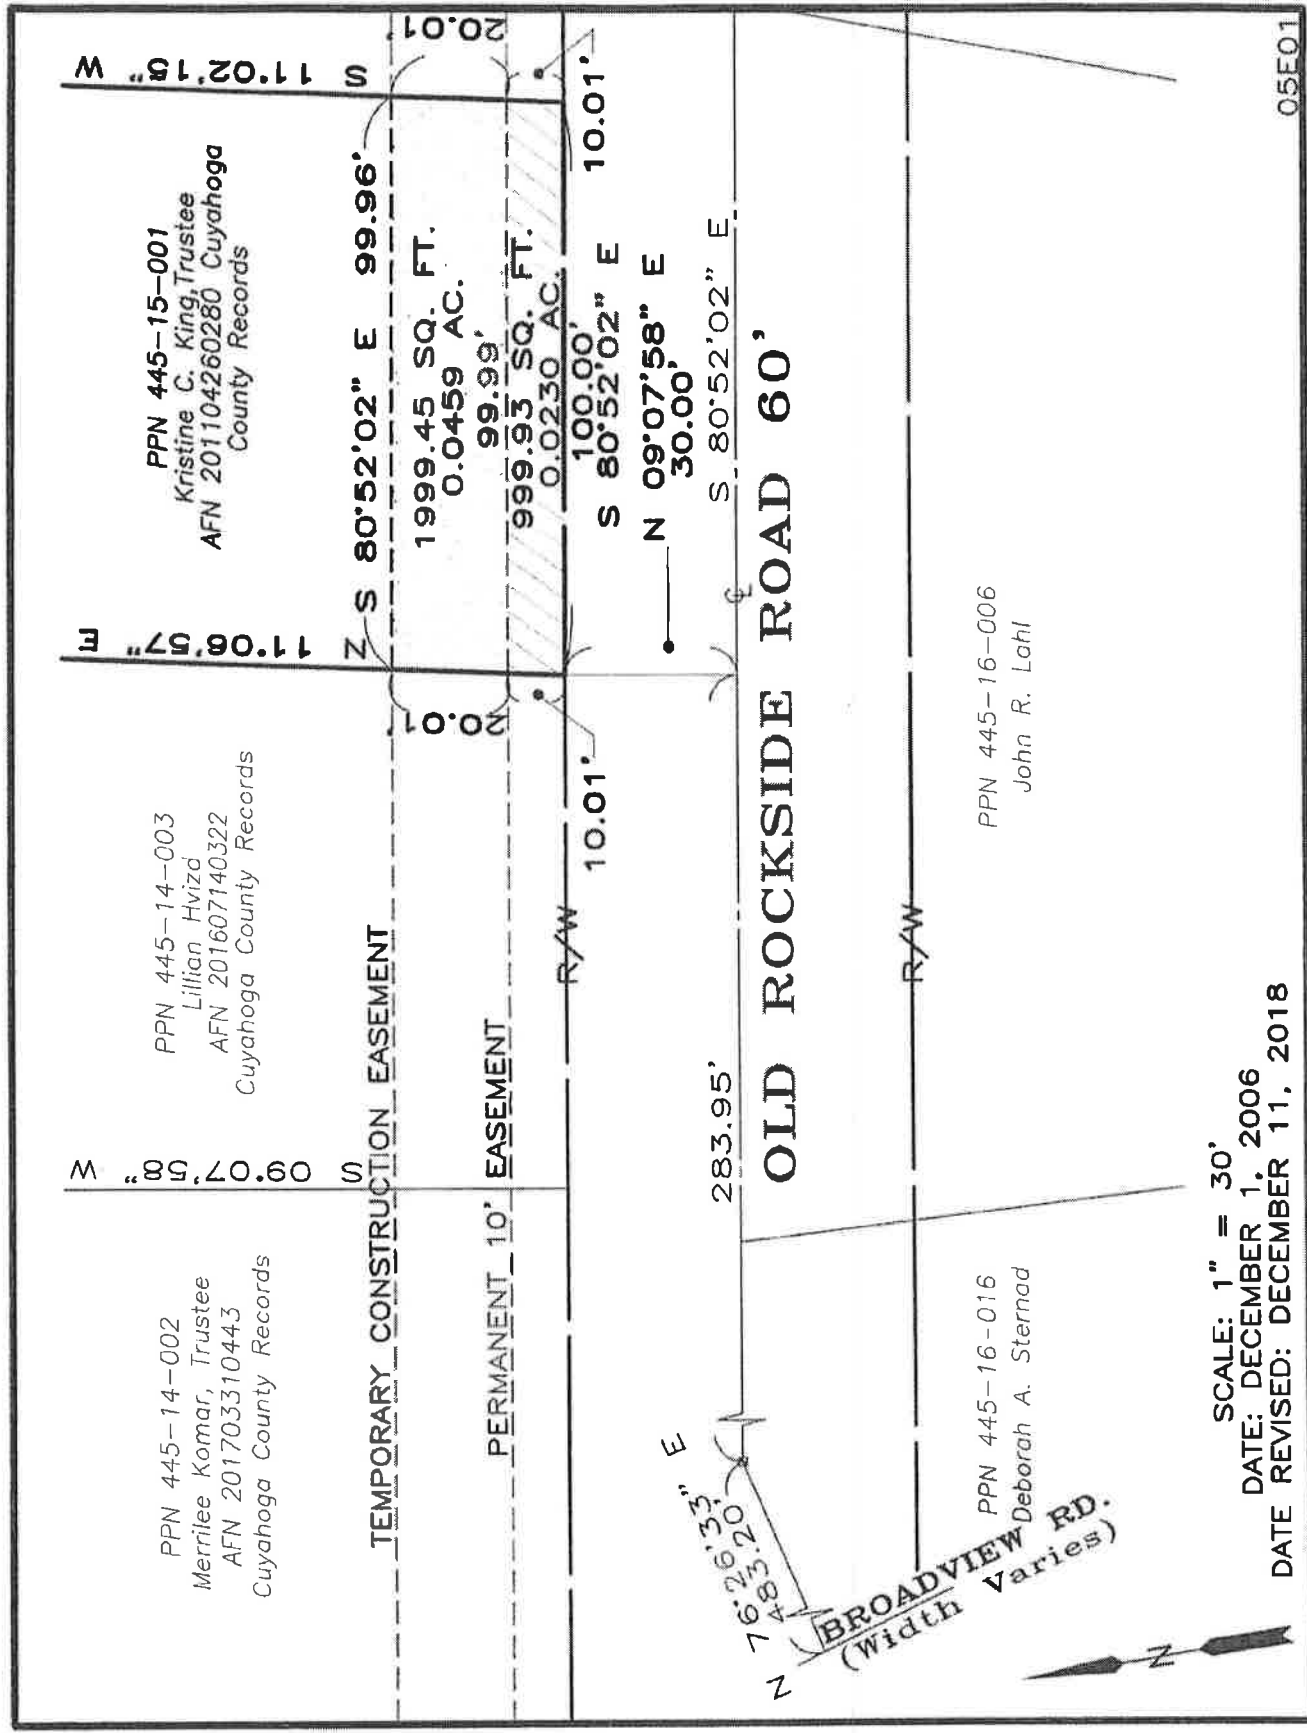 PPN 445-14-002
Merrilee Komar, Trustee
AFN 201703310443
Cuyahoga County Records
S 09°07'58" W
PPN 445-14-003
Lillian Hvizd
AFN 201607140322
Cuyahoga County Records
N 11°06'57" E
PPN 445-15-001
Kristine C. King, Trustee
AFN 201104260280 Cuyahoga
County Records
S 11°02'15" W
TEMPORARY CONSTRUCTION EASEMENT
S 80°52'02" E 99.96'
20.01'
20.01'
1999.45 SQ. FT.
0.0459 AC.
99.99'
PERMANENT 10' EASEMENT
999.93 SQ. FT.
0.0230 AC.
R/W
10.01'
10.01'
100.00'
S 80°52'02" E
N 09°07'58" E
30.00'
283.95'
S 80°52'02" E
℄
OLD ROCKSIDE ROAD 60'
N 76°26'33" E
483.20'
BROADVIEW RD.
(Width Varies)
R/W
PPN 445-16-016
Deborah A. Sternad
PPN 445-16-006
John R. Lahl
N
SCALE: 1" = 30'
DATE: DECEMBER 1, 2006
DATE REVISED: DECEMBER 11, 2018
05E01